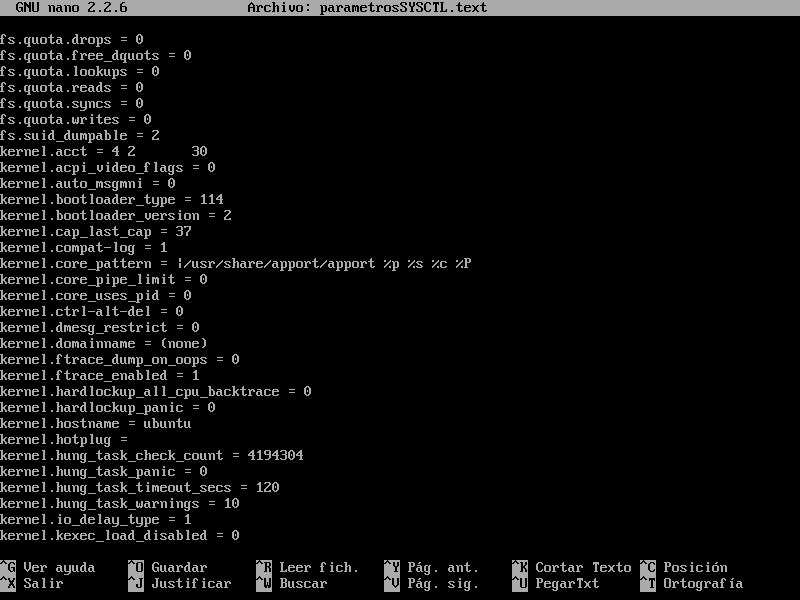 GNU nano 2.2.6 Archivo: parametrosSYSCTL.text
fs.quota.drops = 0
fs.quota.free_dquots = 0
fs.quota.lookups = 0
fs.quota.reads = 0
fs.quota.syncs = 0
fs.quota.writes = 0
fs.suid_dumpable = 2
kernel.acct = 4 2 30
kernel.acpi_video_flags = 0
kernel.auto_msgmni = 0
kernel.bootloader_type = 114
kernel.bootloader_version = 2
kernel.cap_last_cap = 37
kernel.compat-log = 1
kernel.core_pattern = |/usr/share/apport/apport %p %s %c %P
kernel.core_pipe_limit = 0
kernel.core_uses_pid = 0
kernel.ctrl-alt-del = 0
kernel.dmesg_restrict = 0
kernel.domainname = (none)
kernel.ftrace_dump_on_oops = 0
kernel.ftrace_enabled = 1
kernel.hardlockup_all_cpu_backtrace = 0
kernel.hardlockup_panic = 0
kernel.hostname = ubuntu
kernel.hotplug =
kernel.hung_task_check_count = 4194304
kernel.hung_task_panic = 0
kernel.hung_task_timeout_secs = 120
kernel.hung_task_warnings = 10
kernel.io_delay_type = 1
kernel.kexec_load_disabled = 0
^G Ver ayuda ^O Guardar ^R Leer fich. ^Y Pág. ant. ^K Cortar Texto ^C Posición
^X Salir ^J Justificar ^W Buscar ^V Pág. sig. ^U PegarTxt ^T Ortografía